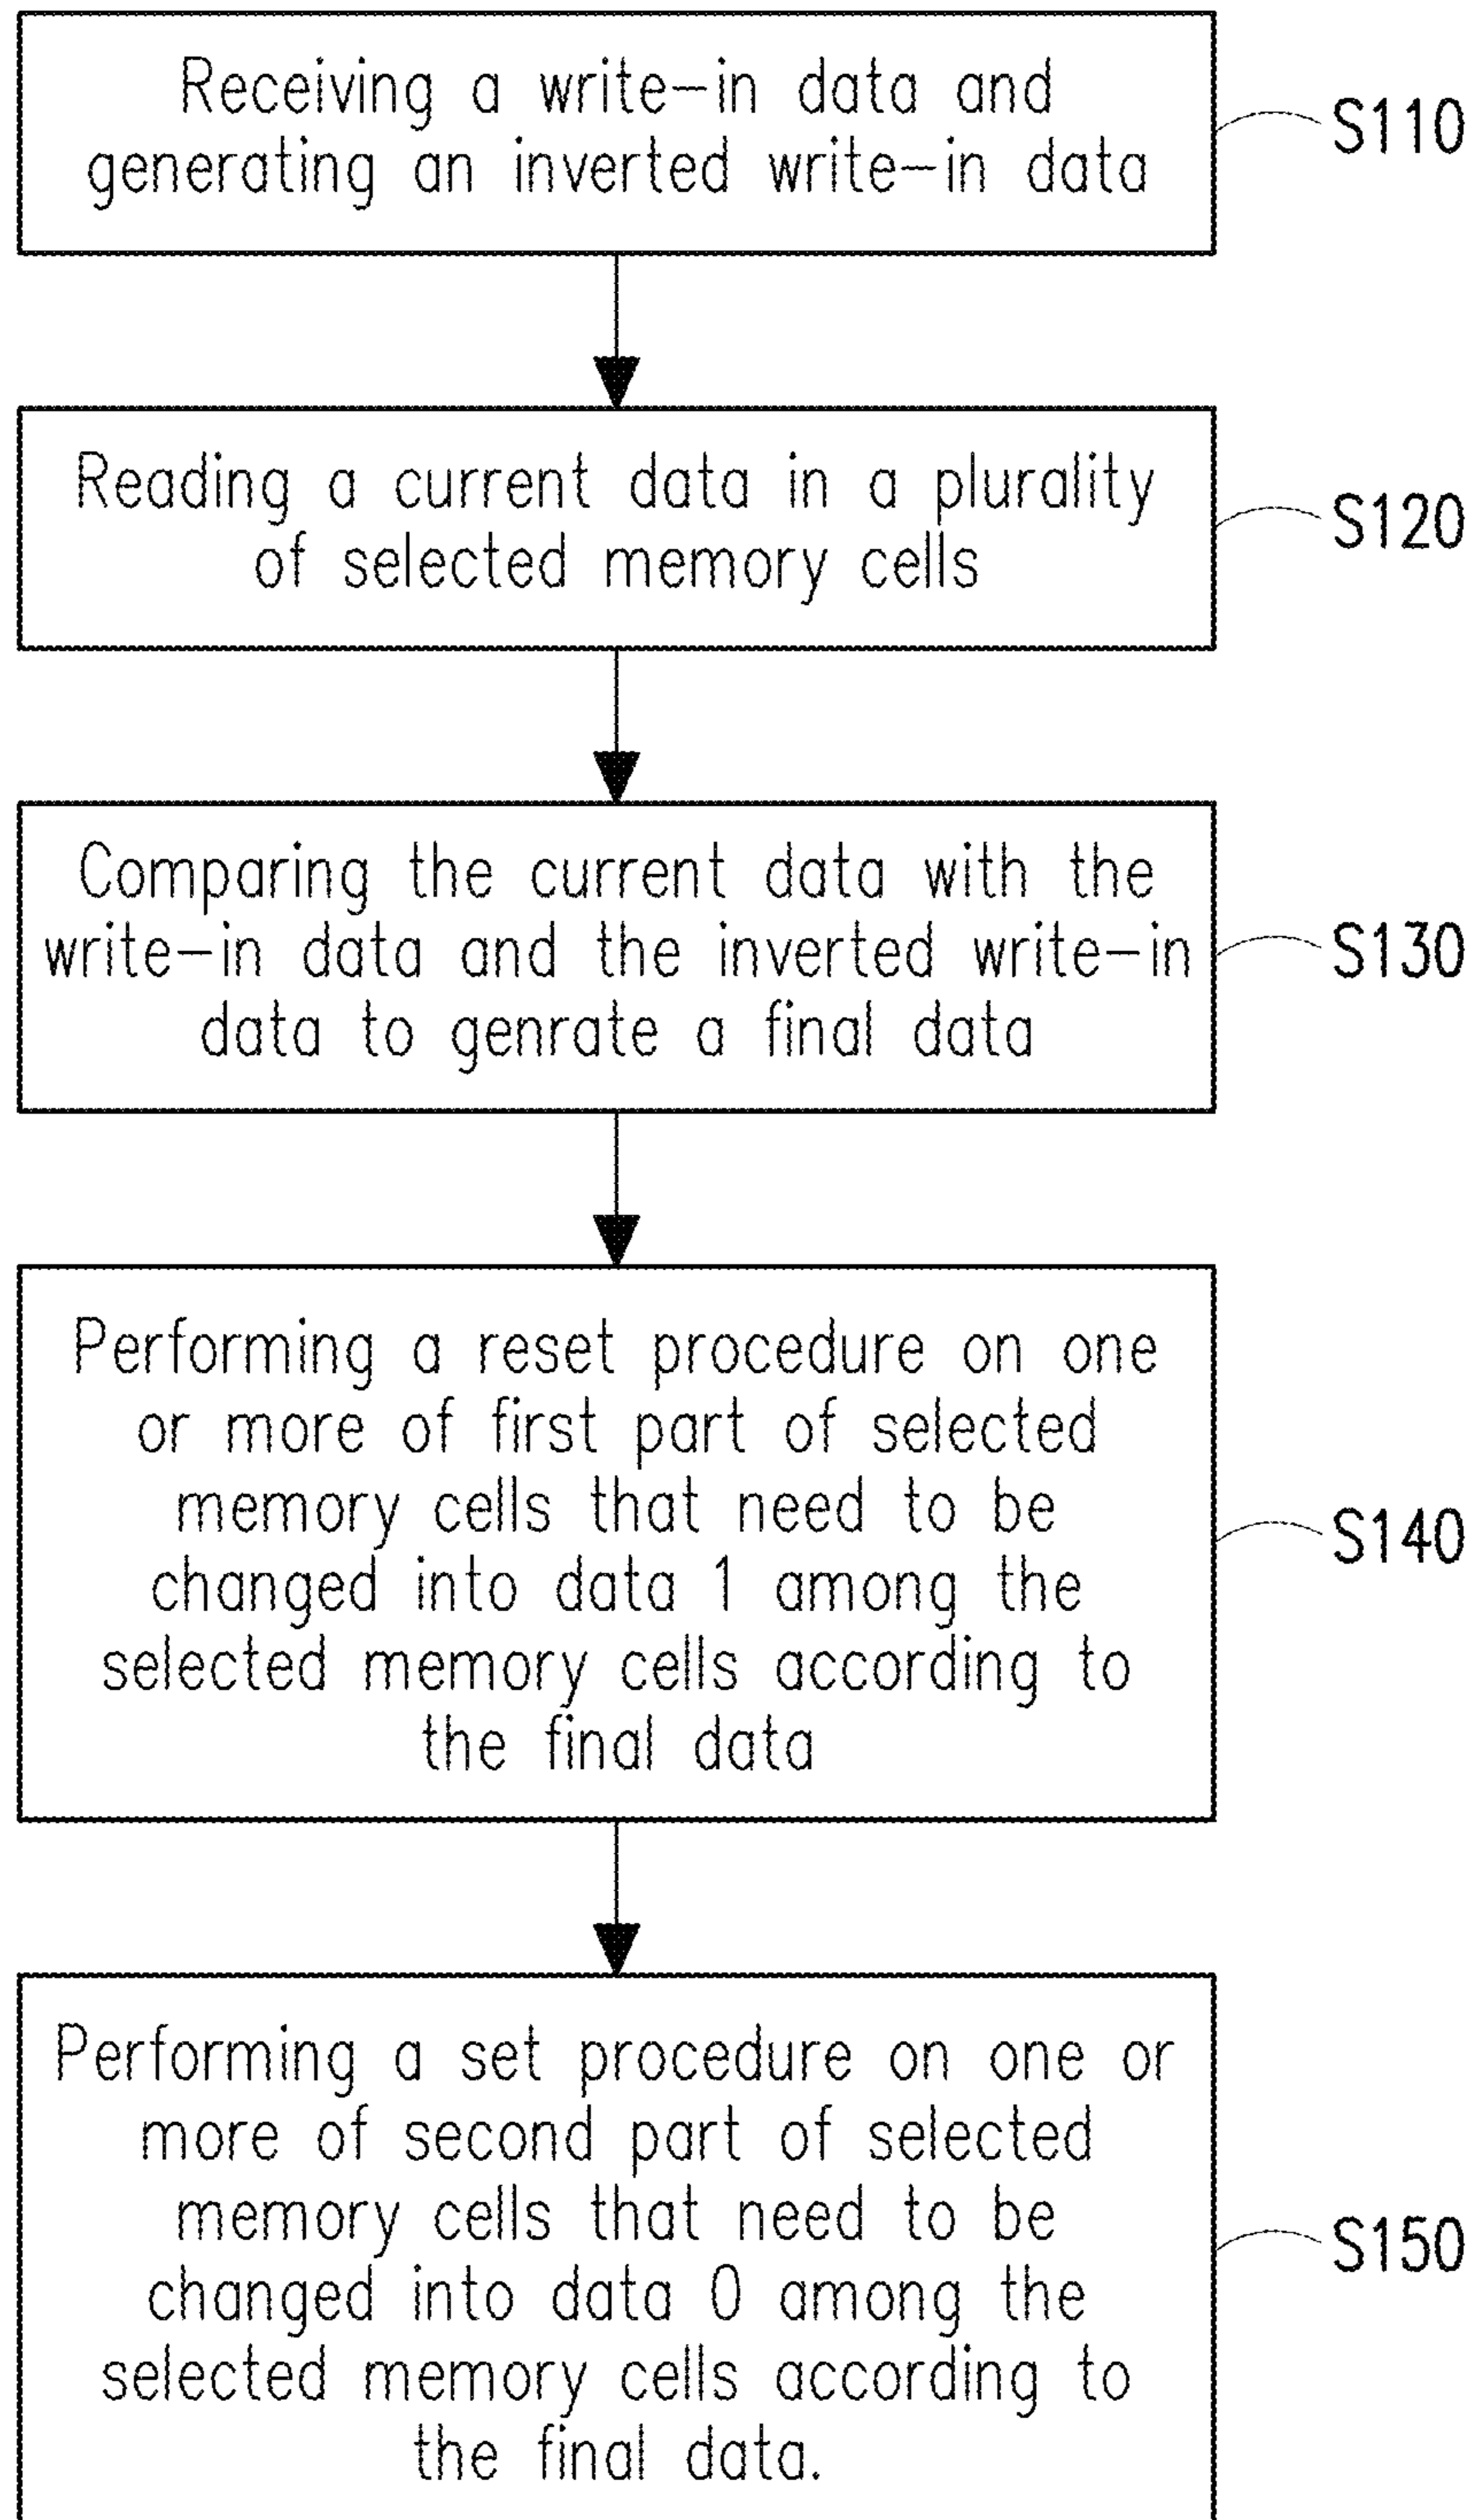 Receiving a write-in data and
generating an inverted write-in data
S110
Reading a current data in a plurality
of selected memory cells
S120
Comparing the current data with the
write-in data and the inverted write-in
data to genrate a final data
S130
Performing a reset procedure on one
or more of first part of selected
memory cells that need to be
changed into data 1 among the
selected memory cells according to
the final data
S140
Performing a set procedure on one or
more of second part of selected
memory cells that need to be
changed into data 0 among the
selected memory cells according to
the final data.
S150